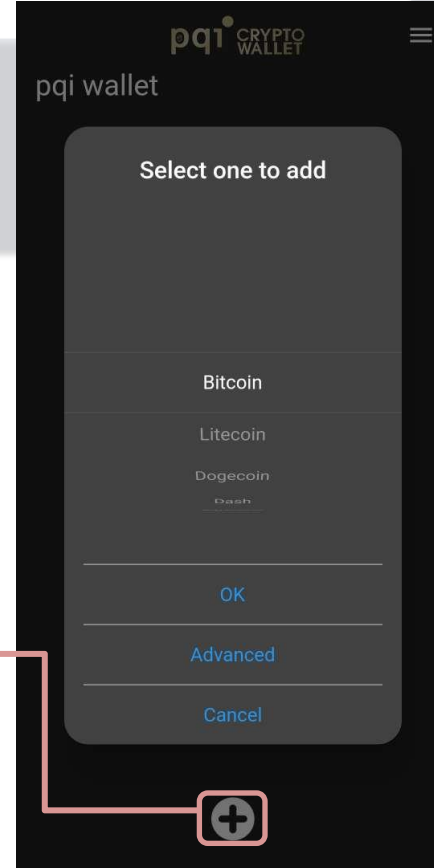 pqi CRYPTO
WALLET
pqi wallet
Select one to add
Bitcoin
Litecoin
Dogecoin
Dash
OK
Advanced
Cancel